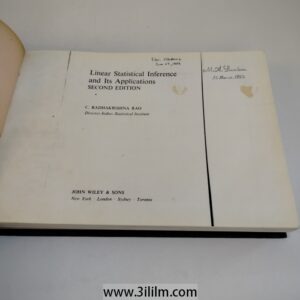 Linear Statistical Inference
and Its Applications
SECOND EDITION
C. RADHAKRISHNA RAO
Director, Indian Statistical Institute
JOHN WILEY & SONS
New York · London · Sydney · Toronto
www.3ililm.com